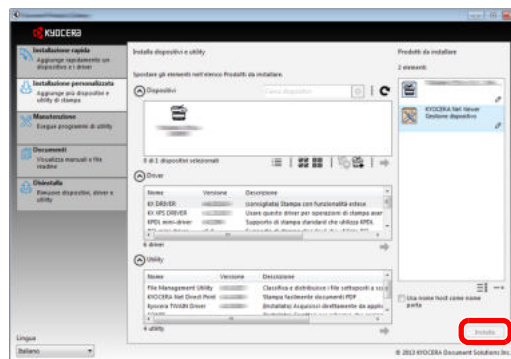 KYOCERA
Installazione rapida
Aggiunge rapidamente un
dispositivo e i driver
Installazione personalizzata
Aggiunge più dispositivi e
utility di stampa
Manutenzione
Esegue programmi di utility
Documenti
Visualizza manuali e file
readme
Disinstalla
Rimuove dispositivi, driver e
utility
Lingua
Italiano
Installa dispositivi e utility
Spostare gli elementi nell'elenco Prodotti da installare.
Dispositivi
Cerca dispositivi
0 di 1 dispositivi selezionati
Driver
Nome Versione Descrizione
KX DRIVER (consigliata) Stampa con funzionalità estese
KX XPS DRIVER Usare questo driver per operazioni di stampa avan
KPDL mini-driver Supporto di stampa standard che utilizza KPDL
6 driver
Utility
Nome Versione Descrizione
File Management Utility Classifica e distribuisce i file sottoposti a
KYOCERA Net Direct Print Stampa facilmente documenti PDF
Kyocera TWAIN Driver (Installato) Acquisisci direttamente da applic
4 utility
Prodotti da installare
2 elementi
KYOCERA Net Viewer
Gestione dispositivo
Usa nome host come nome
porta
Installa
© 2013 KYOCERA Document Solutions Inc.